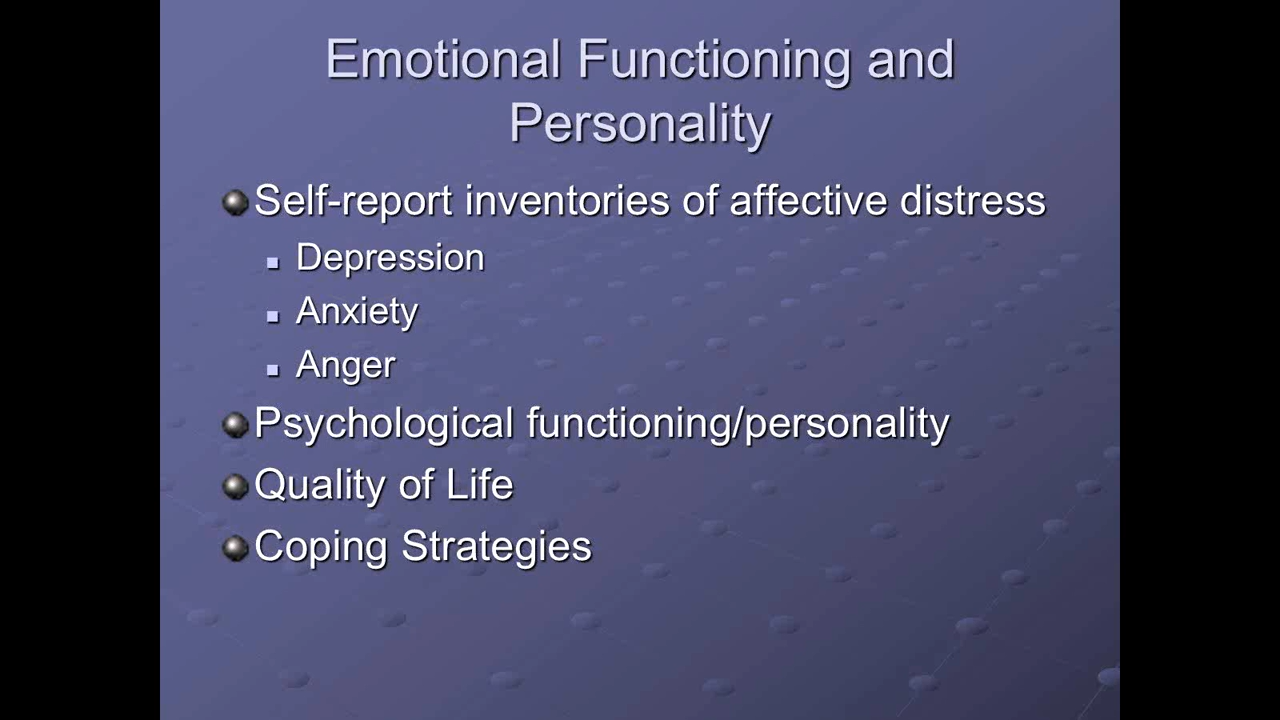 Emotional Functioning and
Personality
Self-report inventories of affective distress
Depression
Anxiety
Anger
Psychological functioning/personality
Quality of Life
Coping Strategies